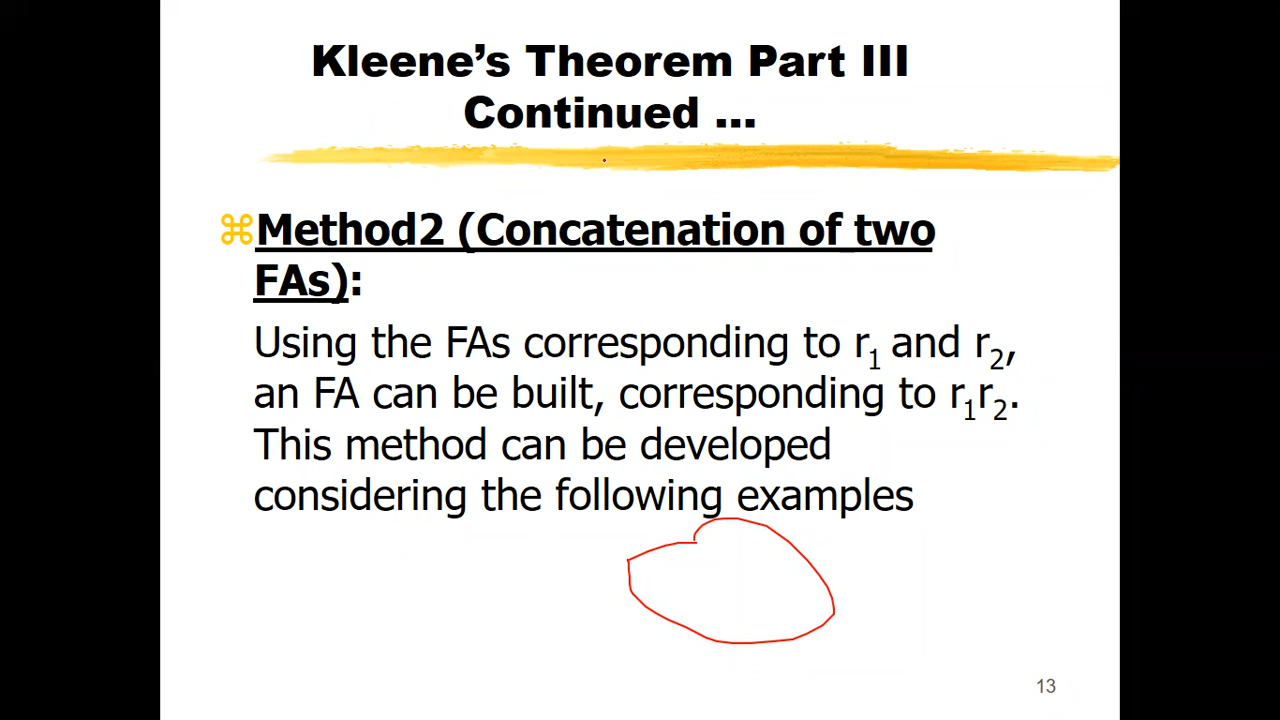 Kleene’s Theorem Part III
Continued …
⌘Method2 (Concatenation of two
FAs):
Using the FAs corresponding to r₁ and r₂,
an FA can be built, corresponding to r₁r₂.
This method can be developed
considering the following examples
13